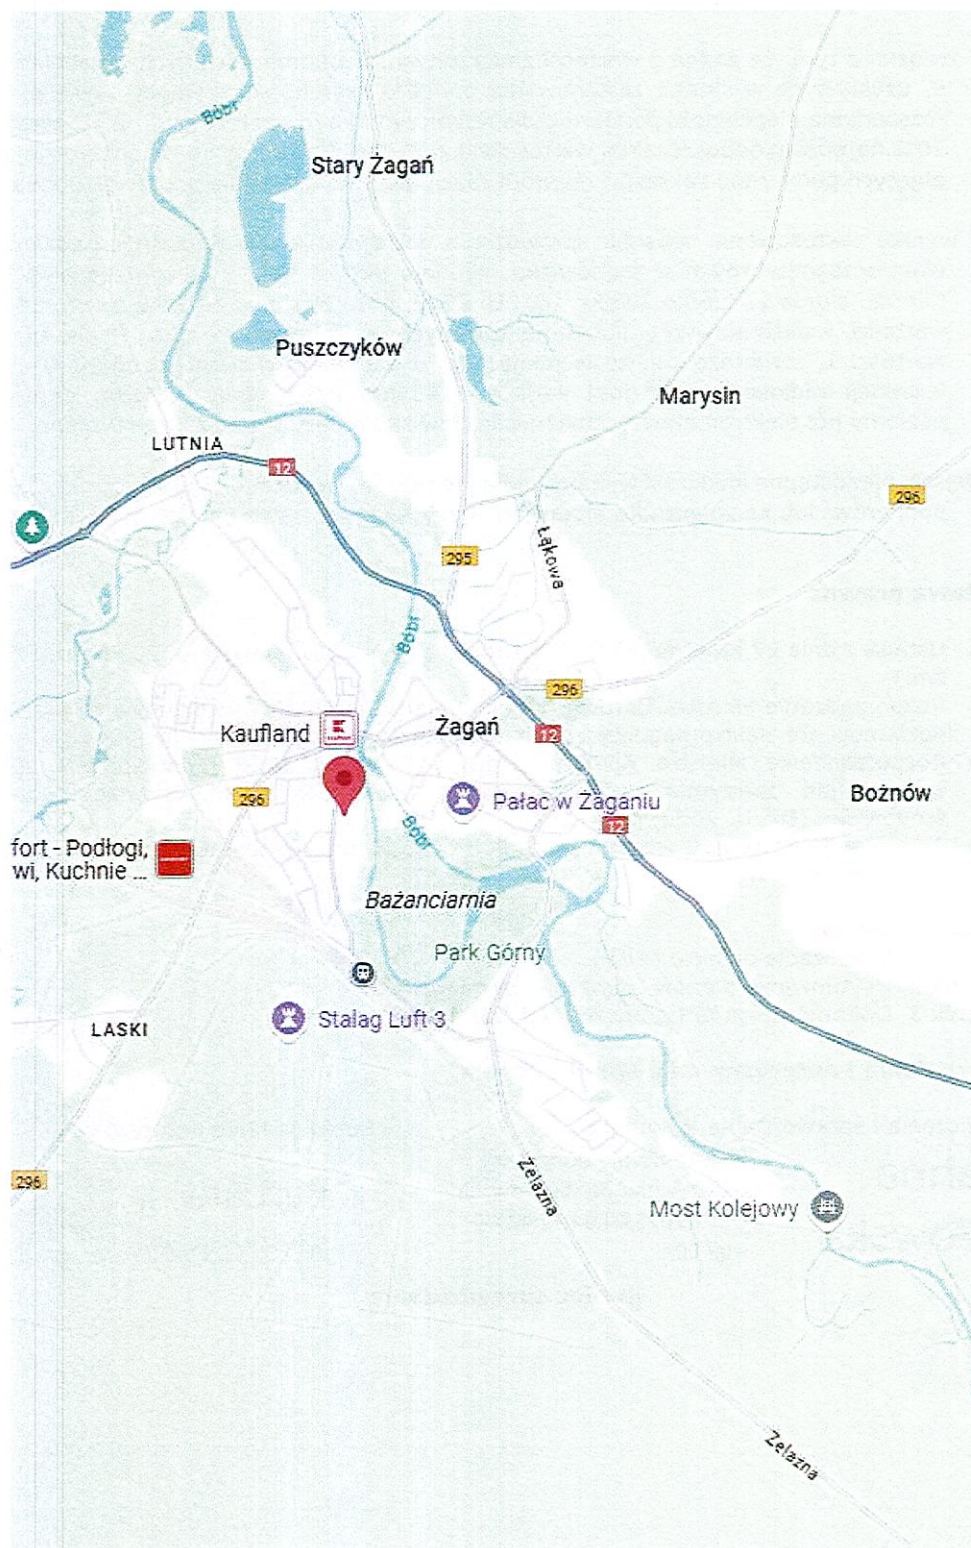 Bóbr
Stary Żagań
Puszczyków
Marysin
LUTNIA
12
296
295
Łąkowa
Bóbr
296
Kaufland
Żagań
12
296
Pałac w Żaganiu
Bożnów
Bóbr
12
fort - Podłogi,
wi, Kuchnie ...
Bażanciarnia
Park Górny
Stalag Luft 3
LASKI
296
Żelazna
Most Kolejowy
Żelazna